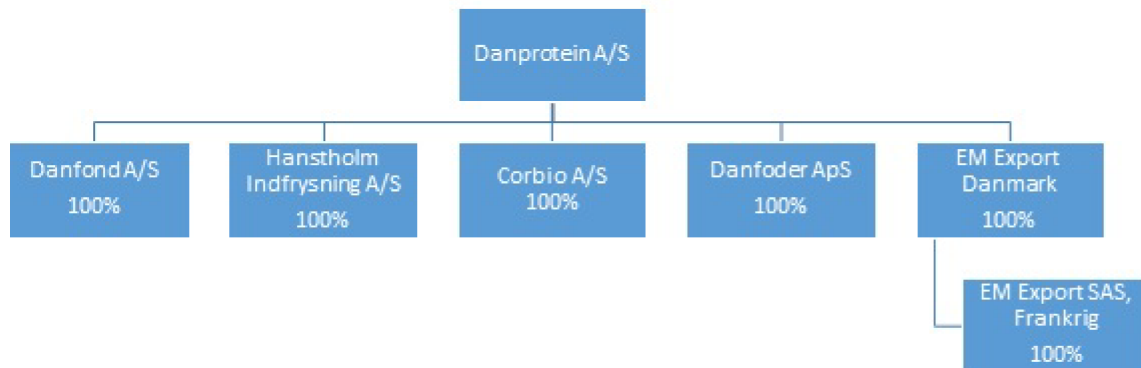 Danprotein A/S
Danfond A/S
100%
Hanstholm
Indfrysning A/S
100%
Corbio A/S
100%
Danfoder ApS
100%
EM Export
Danmark
100%
EM Export SAS,
Frankrig
100%